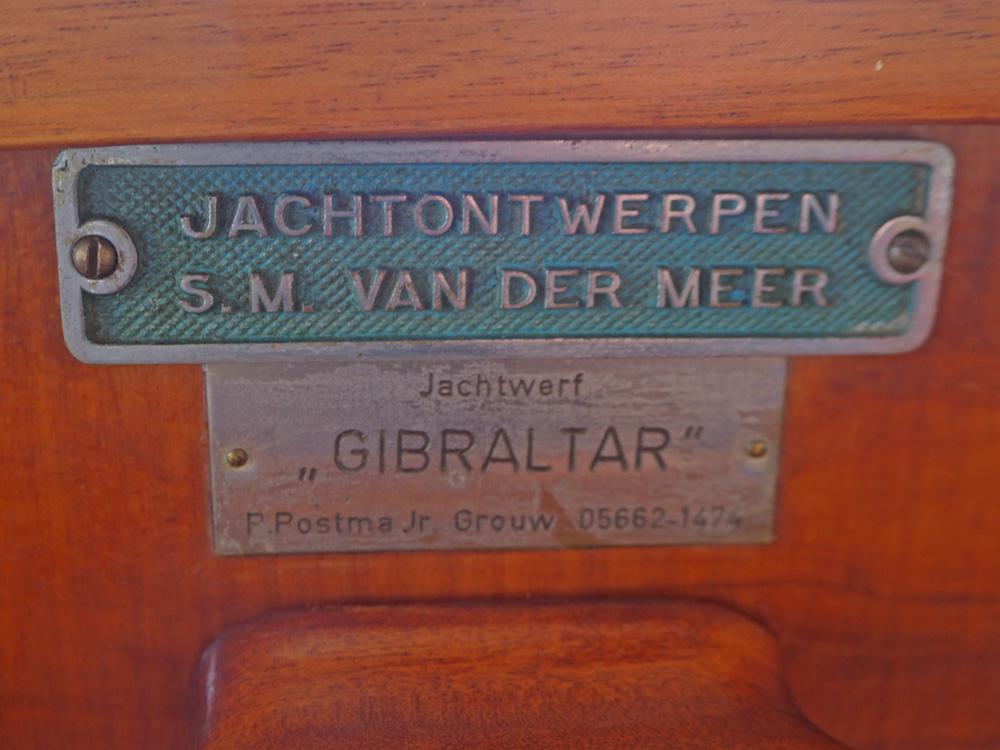 JACHTONTWERPEN
S.M. VAN DER MEER
Jachtwerf
„GIBRALTAR"
P. Postma Jr. Grouw 05662-1474